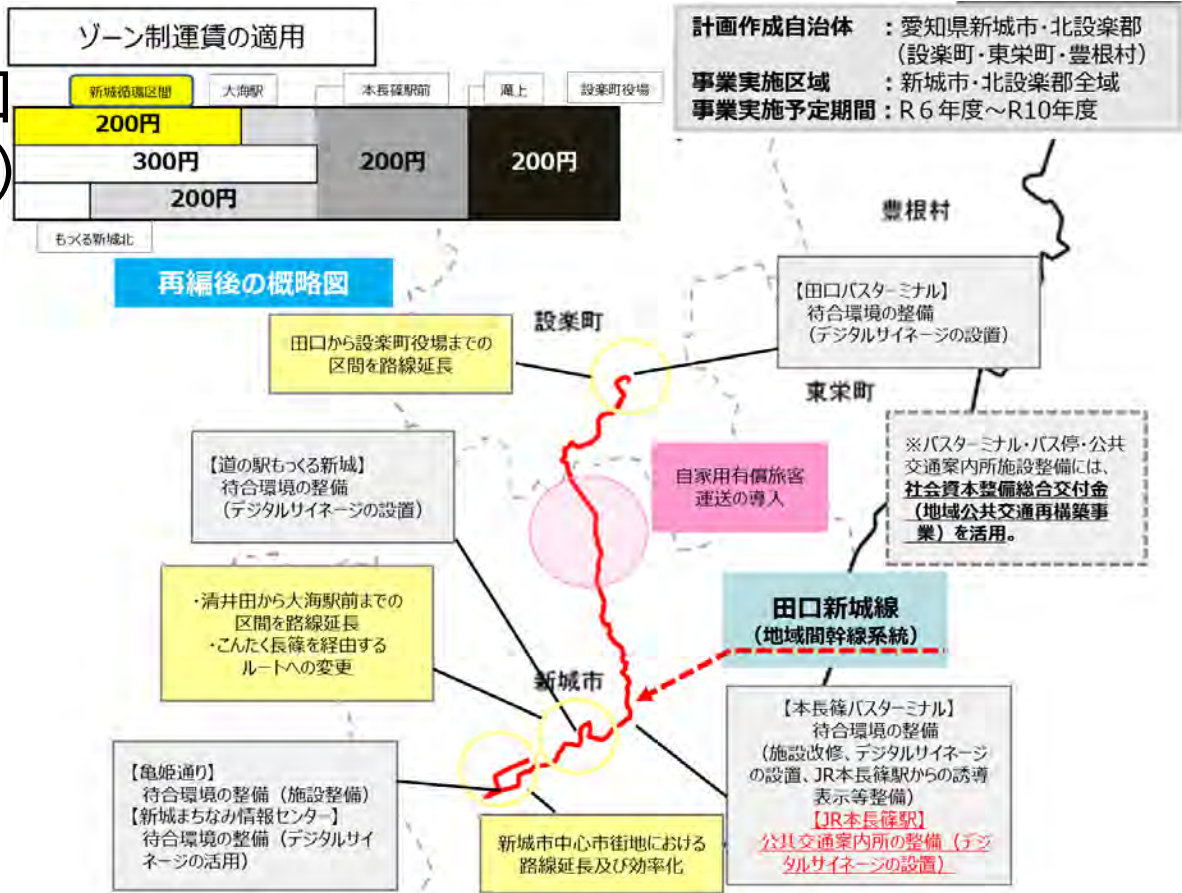 ゾーン制運賃の適用
新城循環区間
大海駅
本長篠駅前
滝上
設楽町役場
200円
300円
200円
200円
200円
もっくる新城北
計画作成自治体 ：愛知県新城市・北設楽郡
（設楽町・東栄町・豊根村）
事業実施区域 ：新城市・北設楽郡全域
事業実施予定期間：R６年度～R10年度
再編後の概略図
豊根村
設楽町
東栄町
新城市
田口から設楽町役場までの
区間を路線延長
【田口バスターミナル】
待合環境の整備
（デジタルサイネージの設置）
【道の駅もっくる新城】
待合環境の整備
（デジタルサイネージの設置）
自家用有償旅客
運送の導入
※バスターミナル・バス停・公共
交通案内所施設整備には、
社会資本整備総合交付金
（地域公共交通再構築事
業）を活用。
・清井田から大海駅前までの
区間を路線延長
・こんたく長篠を経由する
ルートへの変更
田口新城線
（地域間幹線系統）
【亀姫通り】
待合環境の整備（施設整備）
【新城まちなみ情報センター】
待合環境の整備（デジタルサイ
ネージの活用）
新城市中心市街地における
路線延長及び効率化
【本長篠バスターミナル】
待合環境の整備
（施設改修、デジタルサイネージ
の設置、JR本長篠駅からの誘導
表示等整備）
【JR本長篠駅】
公共交通案内所の整備（デジ
タルサイネージの設置）